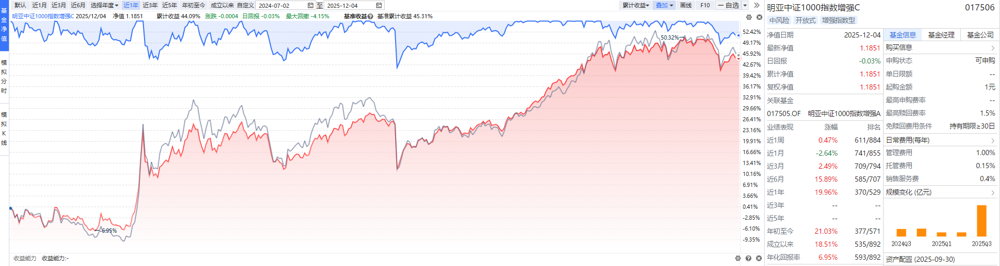 基金净值
模拟分时
模拟K线
默认 近1月 近3月 近6月 选择年度 近1年 近3年 近5年 年初至今 成立以来 自定义 2024-07-02 至 2025-12-04 累计收益 叠加 画线 F10 一 自选
明亚中证1000指数增强C 2025/12/04 净值 1.1851 累计收益 44.09% 涨跌 -0.0004 日回报 -0.03% 最大回撤 -4.15% 基准收益 基准累计收益 45.31%
52.42%
49.17%
45.92%
42.67%
39.42%
36.17%
32.91%
29.66%
26.41%
23.16%
19.91%
16.66%
13.41%
10.16%
6.91%
3.66%
0.41%
-2.85%
-6.10%
-9.35%
50.32%
-6.95%
收益能力 收益能力:-
明亚中证1000指数增强C 017506
中风险 开放式 增强指数型
净值日期 2025-12-04
最新净值 1.1851
日回报 -0.03%
累计净值 1.1851
复权净值 1.1851
关联基金
017505.OF 明亚中证1000指数增强A
业绩表现 涨幅 排名
近1周 0.47% 611/884
近1月 -2.64% 741/855
近3月 2.49% 709/794
近6月 15.89% 585/707
近1年 19.96% 370/529
近3年 -- --
近5年 -- --
年初至今 21.03% 377/571
成立以来 18.51% 535/892
年化回报率 6.95% 593/892
基金信息 基金经理 基金公司
购买信息
申购状态 可申购
单日限额 --
起购金额 1元
最高申购费率 --
最高赎回费率 1.5%
免赎回费用条件 持有期限≥30日
日常费用(每年)
管理费用 1.00%
托管费用 0.15%
销售服务费 0.4%
规模变化 (亿元)
2024Q3 2025Q1 2025Q3
资产配置 (2025-09-30)